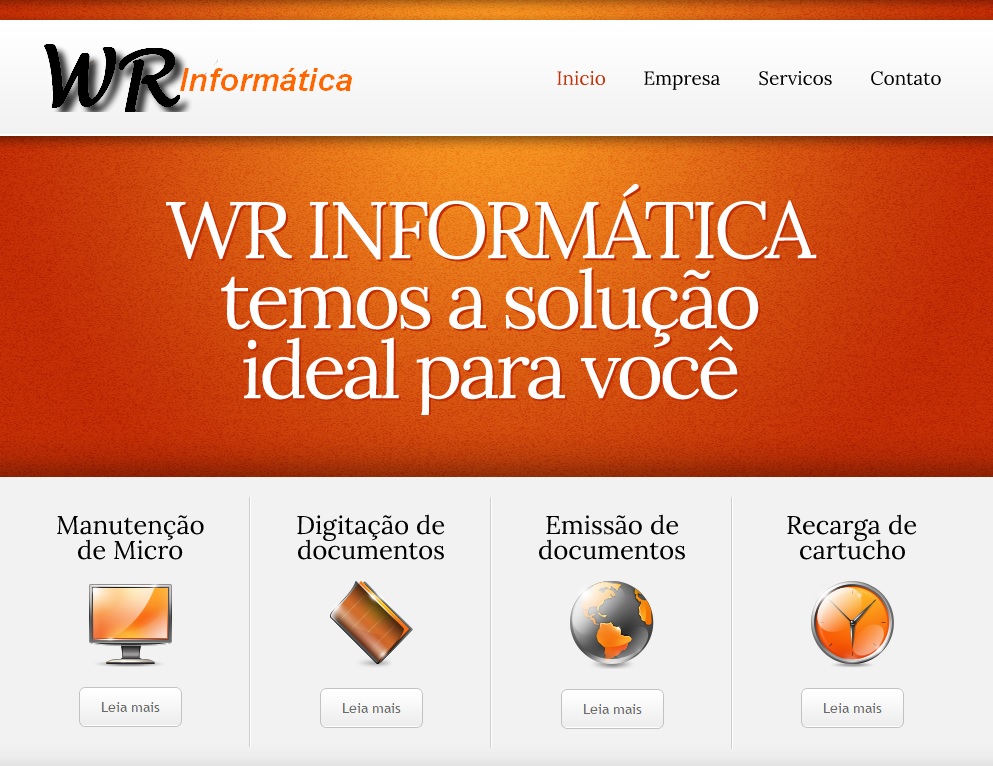 WR Informática
Inicio Empresa Servicos Contato
WR INFORMÁTICA
temos a solução
ideal para você
Manutenção
de Micro
Digitação de
documentos
Emissão de
documentos
Recarga de
cartucho
Leia mais
Leia mais
Leia mais
Leia mais